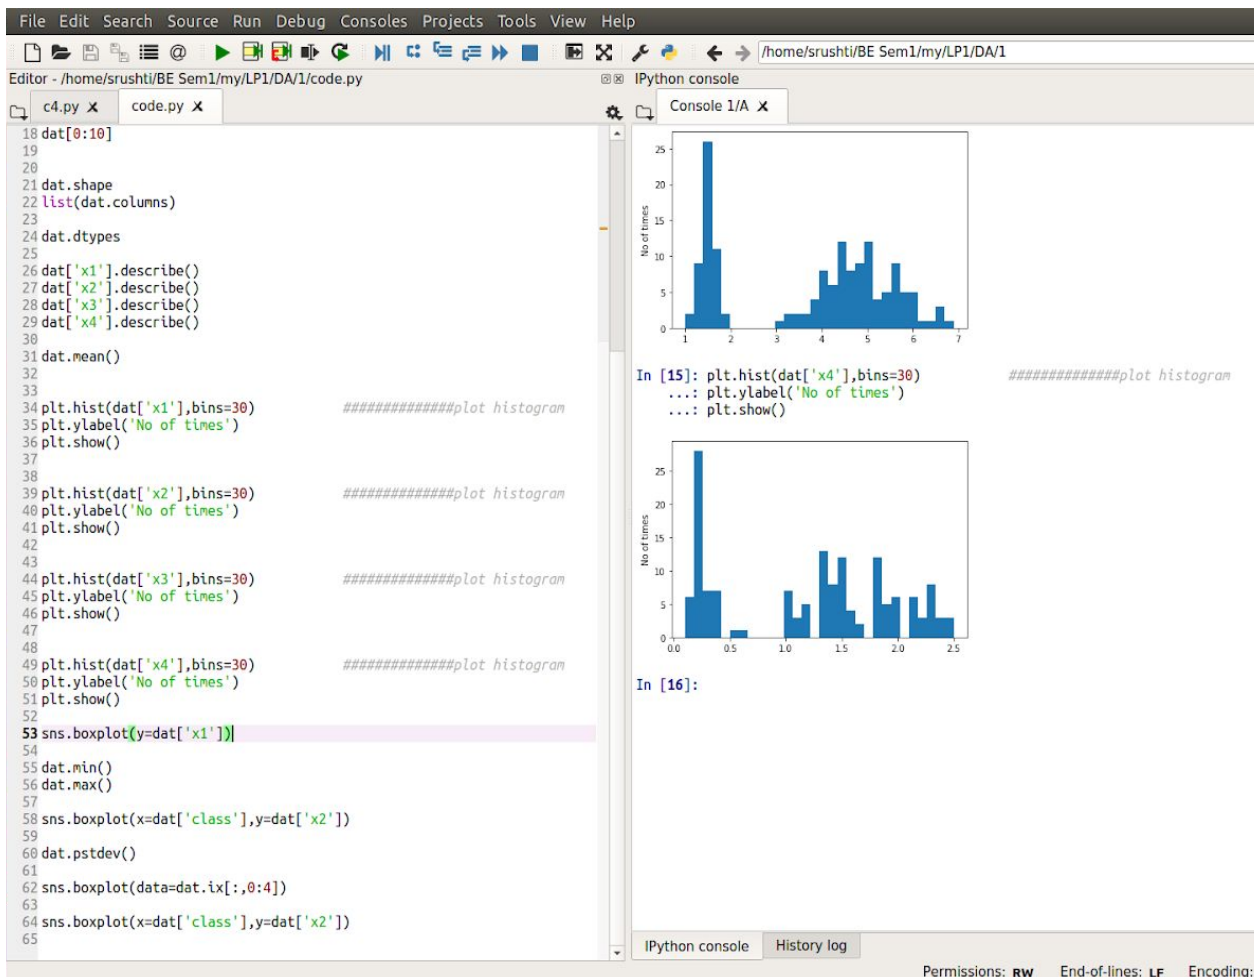 File Edit Search Source Run Debug Consoles Projects Tools View Help
/home/srushti/BE Sem1/my/LP1/DA/1
Editor - /home/srushti/BE Sem1/my/LP1/DA/1/code.py
c4.py
code.py
18 dat[0:10]
19
20
21 dat.shape
22 list(dat.columns)
23
24 dat.dtypes
25
26 dat['x1'].describe()
27 dat['x2'].describe()
28 dat['x3'].describe()
29 dat['x4'].describe()
30
31 dat.mean()
32
33
34 plt.hist(dat['x1'],bins=30) ##############plot histogram
35 plt.ylabel('No of times')
36 plt.show()
37
38
39 plt.hist(dat['x2'],bins=30) ##############plot histogram
40 plt.ylabel('No of times')
41 plt.show()
42
43
44 plt.hist(dat['x3'],bins=30) ##############plot histogram
45 plt.ylabel('No of times')
46 plt.show()
47
48
49 plt.hist(dat['x4'],bins=30) ##############plot histogram
50 plt.ylabel('No of times')
51 plt.show()
52
53 sns.boxplot(y=dat['x1'])
54
55 dat.min()
56 dat.max()
57
58 sns.boxplot(x=dat['class'],y=dat['x2'])
59
60 dat.pstdev()
61
62 sns.boxplot(data=dat.ix[:,0:4])
63
64 sns.boxplot(x=dat['class'],y=dat['x2'])
65
IPython console
Console 1/A
25
20
15
10
5
0
No of times
1 2 3 4 5 6 7
In [15]: plt.hist(dat['x4'],bins=30) ##############plot histogram
...: plt.ylabel('No of times')
...: plt.show()
25
20
15
10
5
0
No of times
0.0 0.5 1.0 1.5 2.0 2.5
In [16]:
IPython console
History log
Permissions: RW End-of-lines: LF Encoding: